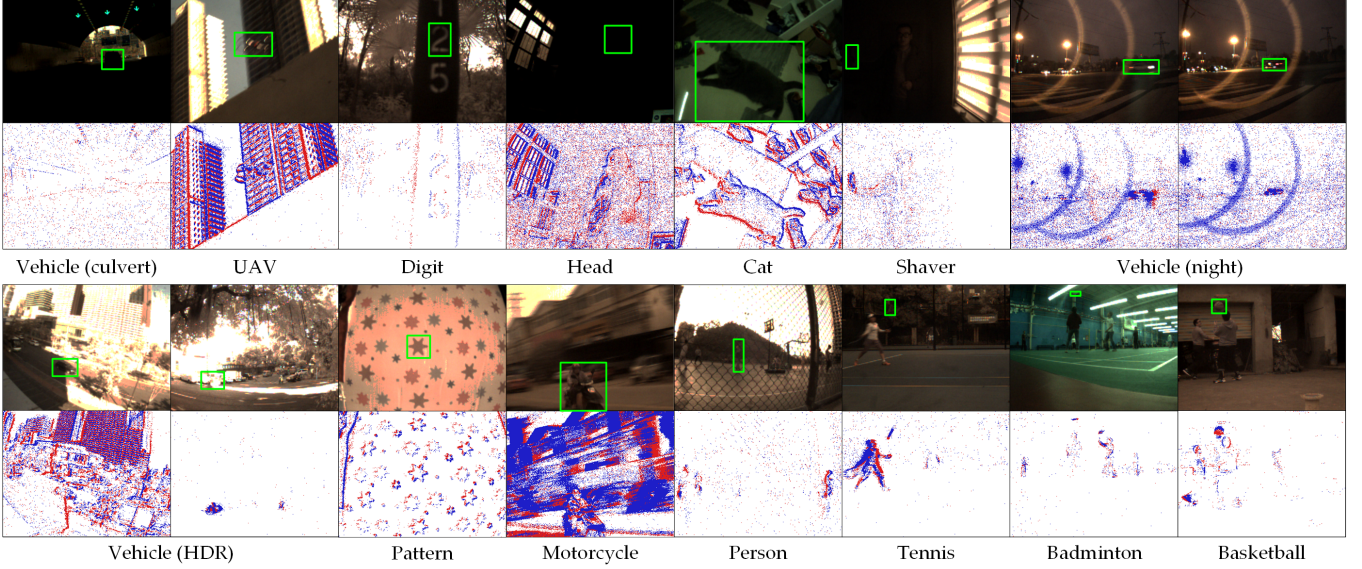 1
2
5
Vehicle (culvert)
UAV
Digit
Head
Cat
Shaver
Vehicle (night)
Vehicle (HDR)
Pattern
Motorcycle
Person
Tennis
Badminton
Basketball